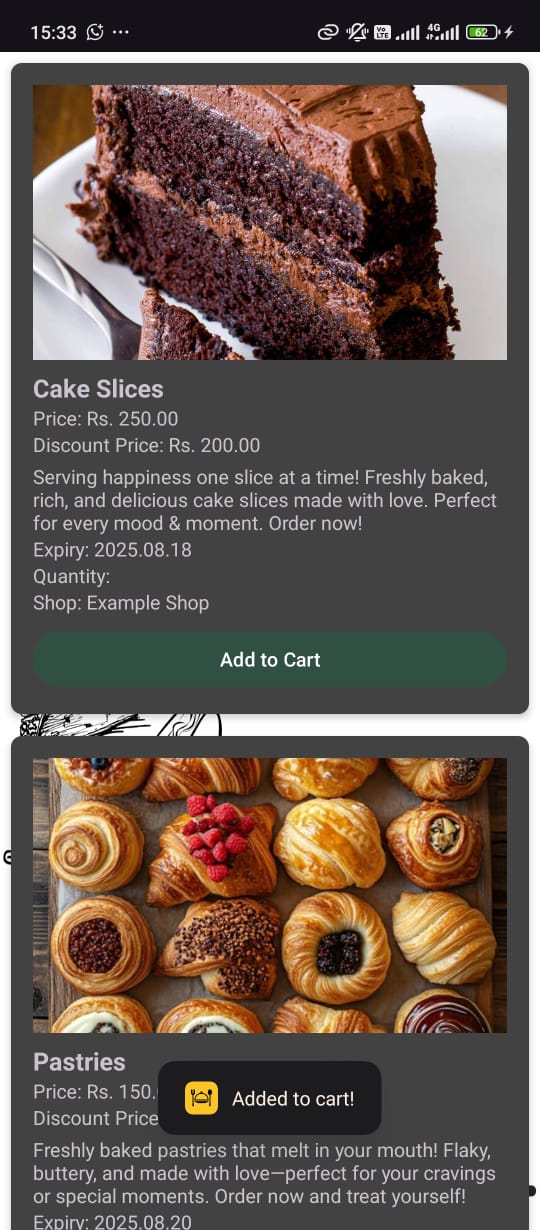 15:33
Vo
LTE
4G
62
Cake Slices
Price: Rs. 250.00
Discount Price: Rs. 200.00
Serving happiness one slice at a time! Freshly baked,
rich, and delicious cake slices made with love. Perfect
for every mood & moment. Order now!
Expiry: 2025.08.18
Quantity:
Shop: Example Shop
Add to Cart
Pastries
Price: Rs. 150.
Discount Price
Added to cart!
Freshly baked pastries that melt in your mouth! Flaky,
buttery, and made with love—perfect for your cravings
or special moments. Order now and treat yourself!
Expiry: 2025.08.20